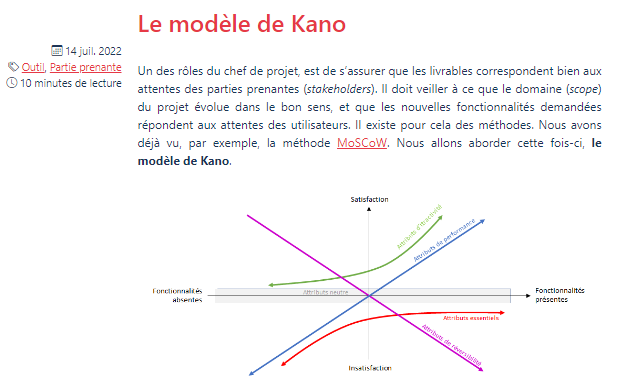 Le modèle de Kano
14 juil. 2022
Outil, Partie prenante
10 minutes de lecture
Un des rôles du chef de projet, est de s'assurer que les livrables correspondent bien aux
attentes des parties prenantes (stakeholders). Il doit veiller à ce que le domaine (scope)
du projet évolue dans le bon sens, et que les nouvelles fonctionnalités demandées
répondent aux attentes des utilisateurs. Il existe pour cela des méthodes. Nous avons
déjà vu, par exemple, la méthode MoSCoW. Nous allons aborder cette fois-ci, le
modèle de Kano.
Satisfaction
Attributs d'attractivité
Attributs de performance
Fonctionnalités
absentes
Attributs neutre
Fonctionnalités
présentes
Attributs essentiels
Attributs de réversibilité
Insatisfaction